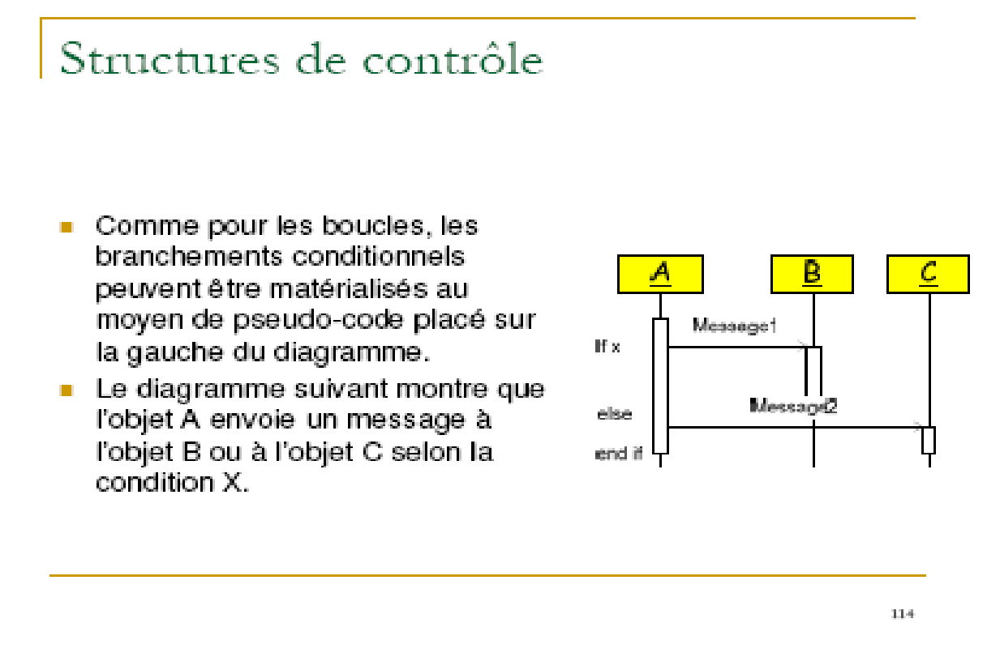 Structures de contrôle
Comme pour les boucles, les
branchements conditionnels
peuvent être matérialisés au
moyen de pseudo-code placé sur
la gauche du diagramme.
Le diagramme suivant montre que
l'objet A envoie un message à
l'objet B ou à l'objet C selon la
condition X.
A
B
C
Message1
If x
Message2
else
end if
114